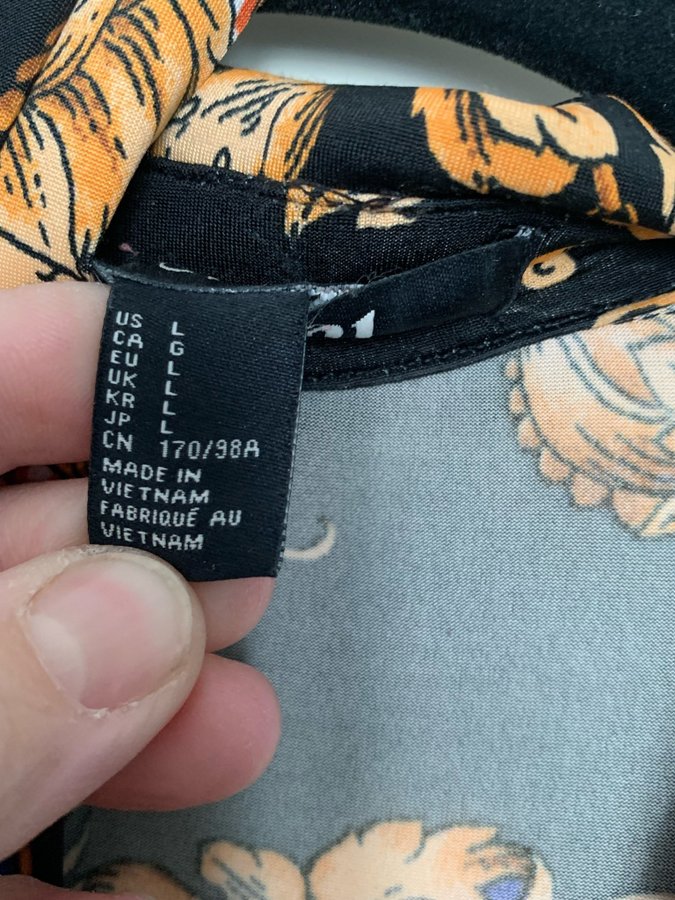 US L
CA G
EU L
UK L
KR L
JP L
CN 170/98A
MADE IN
VIETNAM
FABRIQUÉ AU
VIETNAM